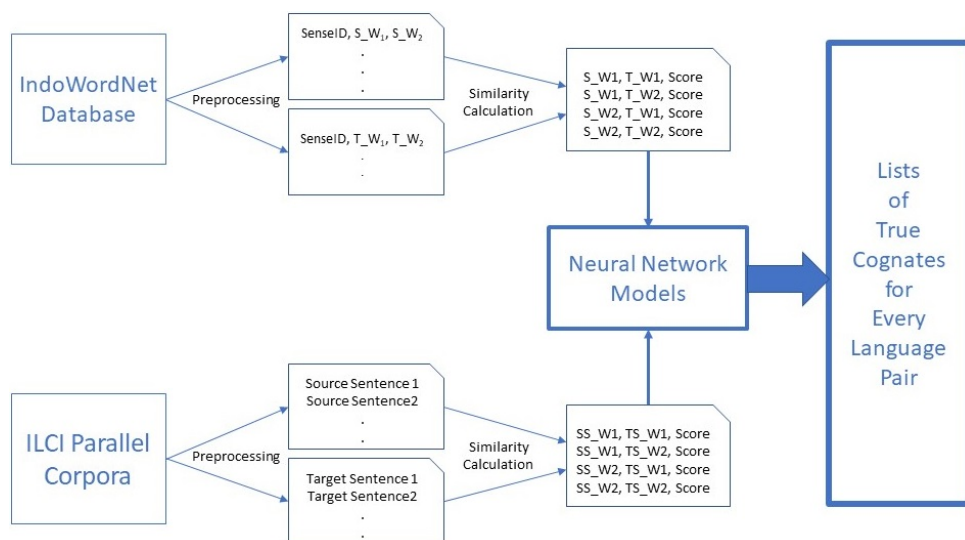 IndoWordNet
Database
Preprocessing
SenseID, S_W₁, S_W₂
.
.
.
SenseID, T_W₁, T_W₂
.
.
Similarity
Calculation
S_W1, T_W1, Score
S_W1, T_W2, Score
S_W2, T_W1, Score
S_W2, T_W2, Score
Neural Network
Models
Lists
of
True
Cognates
for
Every
Language
Pair
ILCI Parallel
Corpora
Preprocessing
Source Sentence 1
Source Sentence2
.
.
Target Sentence 1
Target Sentence2
.
.
Similarity
Calculation
SS_W1, TS_W1, Score
SS_W1, TS_W2, Score
SS_W2, TS_W1, Score
SS_W2, TS_W2, Score